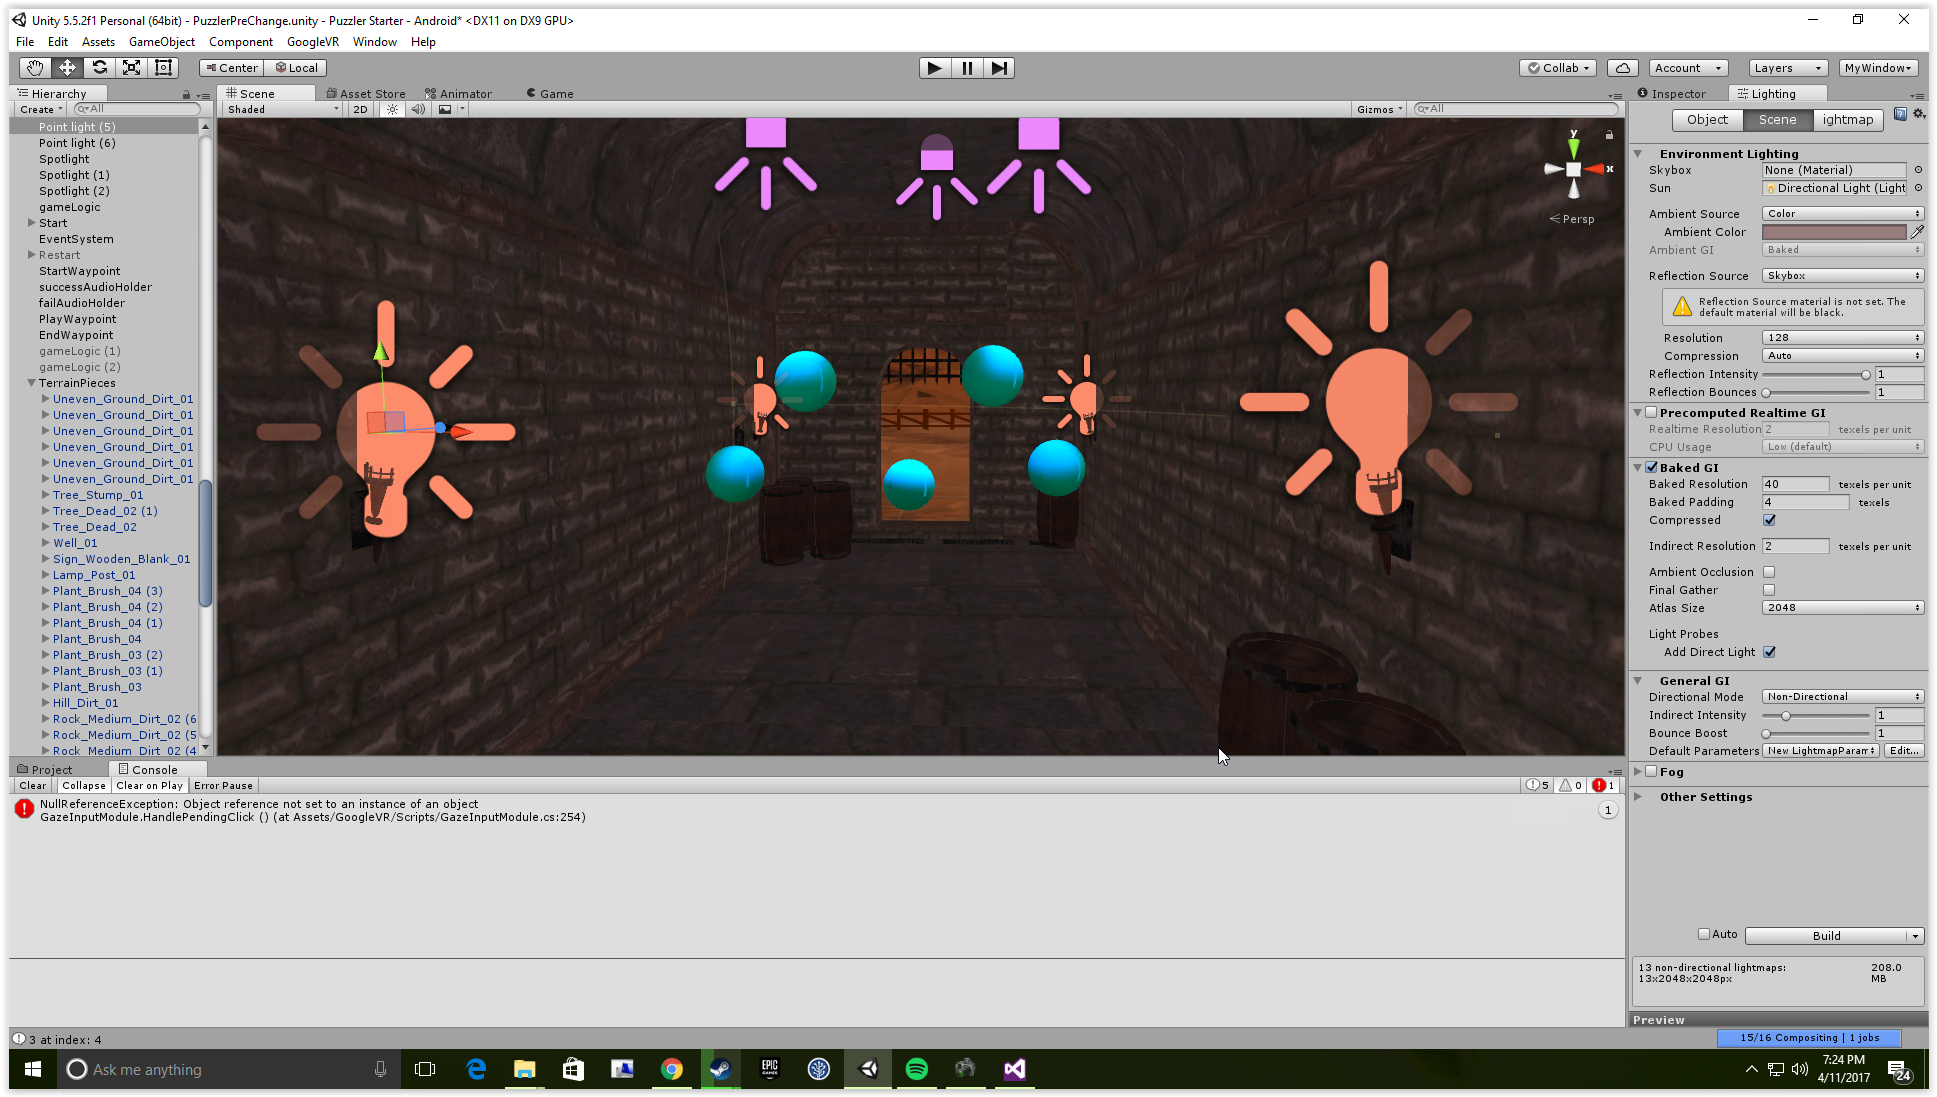 Unity 5.5.2f1 Personal (64bit) - PuzzlerPreChange.unity - Puzzler Starter - Android* <DX11 on DX9 GPU>
File Edit Assets GameObject Component GoogleVR Window Help
Center Local Collab Account Layers MyWindow
Hierarchy Scene Asset Store Animator Game Inspector Lighting
Create All Shaded 2D Gizmos All
Object Scene ightmap
Point light (5)
Point light (6)
Spotlight
Spotlight (1)
Spotlight (2)
gameLogic
Start
EventSystem
Restart
StartWaypoint
successAudioHolder
failAudioHolder
PlayWaypoint
EndWaypoint
gameLogic (1)
gameLogic (2)
TerrainPieces
Uneven_Ground_Dirt_01
Uneven_Ground_Dirt_01
Uneven_Ground_Dirt_01
Uneven_Ground_Dirt_01
Uneven_Ground_Dirt_01
Uneven_Ground_Dirt_01
Tree_Stump_01
Tree_Dead_02 (1)
Tree_Dead_02
Well_01
Sign_Wooden_Blank_01
Lamp_Post_01
Plant_Brush_04 (3)
Plant_Brush_04 (2)
Plant_Brush_04 (1)
Plant_Brush_04
Plant_Brush_03 (2)
Plant_Brush_03 (1)
Plant_Brush_03
Hill_Dirt_01
Rock_Medium_Dirt_02 (6
Rock_Medium_Dirt_02 (5
Rock_Medium_Dirt_02 (4
y
x
Persp
Environment Lighting
Skybox None (Material)
Sun Directional Light (Light
Ambient Source Color
Ambient Color
Ambient GI Baked
Reflection Source Skybox
Reflection Source material is not set. The
default material will be black.
Resolution 128
Compression Auto
Reflection Intensity 1
Reflection Bounces 1
Precomputed Realtime GI
Realtime Resolution 2 texels per unit
CPU Usage Low (default)
Baked GI
Baked Resolution 40 texels per unit
Baked Padding 4 texels
Compressed
Indirect Resolution 2 texels per unit
Ambient Occlusion
Final Gather
Atlas Size 2048
Light Probes
Add Direct Light
General GI
Directional Mode Non-Directional
Indirect Intensity 1
Bounce Boost 1
Default Parameters New LightmapParam Edit...
Fog
Other Settings
Auto Build
13 non-directional lightmaps: 208.0
13x2048x2048px MB
Preview
Project Console
Clear Collapse Clear on Play Error Pause 5 0 1
NullReferenceException: Object reference not set to an instance of an object
GazeInputModule.HandlePendingClick () (at Assets/GoogleVR/Scripts/GazeInputModule.cs:254)
1
3 at index: 4
15/16 Compositing | 1 jobs
Ask me anything
EPIC
GAMES
7:24 PM
4/11/2017
24